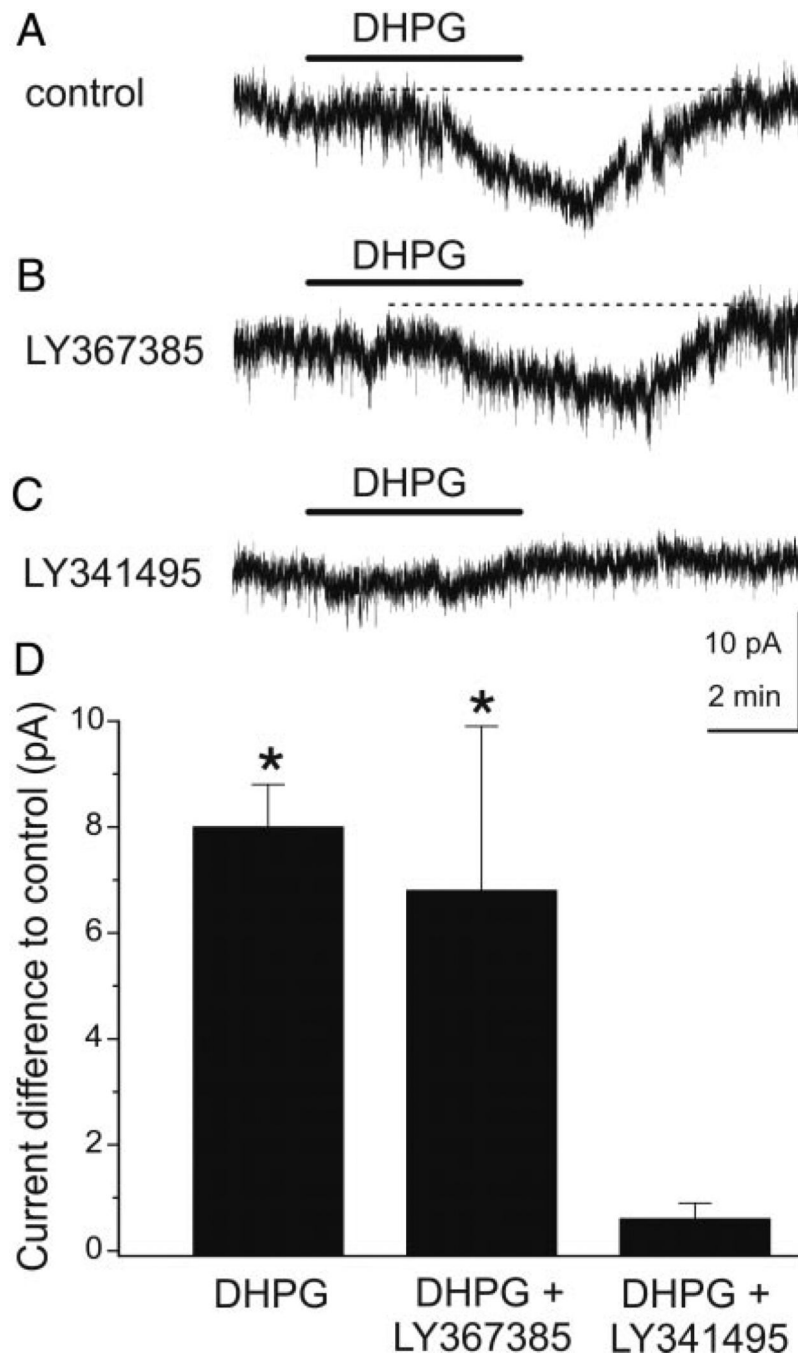 A
DHPG
control
B
DHPG
LY367385
C
DHPG
LY341495
10 pA
2 min
D
Current difference to control (pA)
*
*
10
8
6
4
2
0
DHPG
DHPG +
LY367385
DHPG +
LY341495